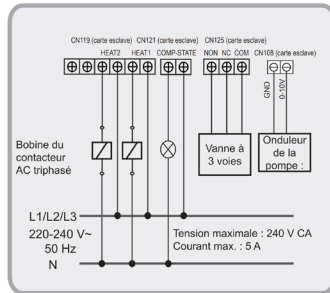 CN119 (carte esclave) CN121 (carte esclave) CN125 (carte esclave)
HEAT2 HEAT1 COMP-STATE NON NC COM CN108 (carte esclave)
GND
0-10V
Bobine du
contacteur
AC triphasé
Vanne à
3 voies
Onduleur
de la
pompe :
L1/L2/L3
220-240 V~
50 Hz
N
Tension maximale : 240 V CA
Courant max. : 5 A